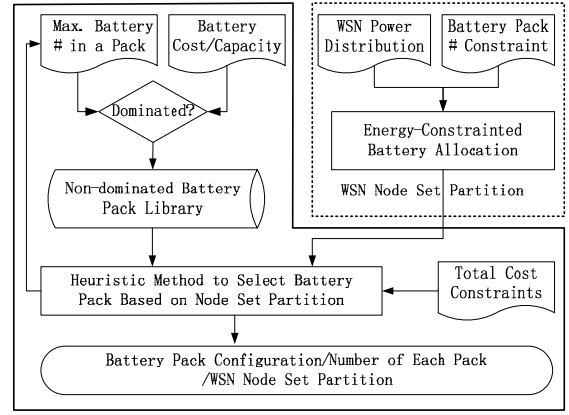 Max. Battery
# in a Pack
Battery
Cost/Capacity
WSN Power
Distribution
Battery Pack
# Constraint
Dominated?
Energy-Constrainted
Battery Allocation
Non-dominated Battery
Pack Library
WSN Node Set Partition
Heuristic Method to Select Battery
Pack Based on Node Set Partition
Total Cost
Constraints
Battery Pack Configuration/Number of Each Pack
/WSN Node Set Partition